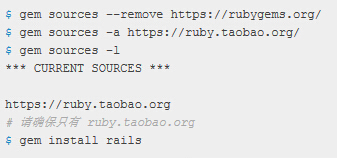 $ gem sources --remove https://rubygems.org/
$ gem sources -a https://ruby.taobao.org/
$ gem sources -l
*** CURRENT SOURCES ***
https://ruby.taobao.org
# 请确保只有 ruby.taobao.org
$ gem install rails